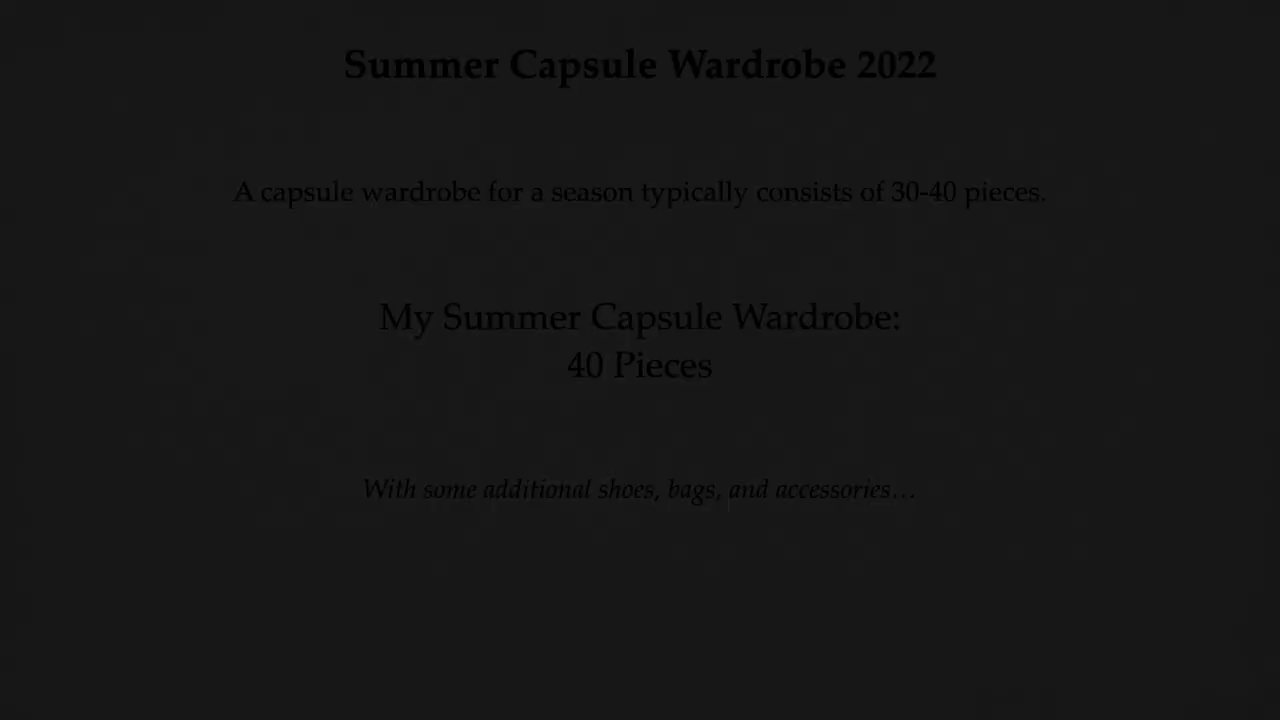 Summer Capsule Wardrobe 2022
A capsule wardrobe for a season typically consists of 30-40 pieces.
My Summer Capsule Wardrobe:
40 Pieces
With some additional shoes, bags, and accessories…